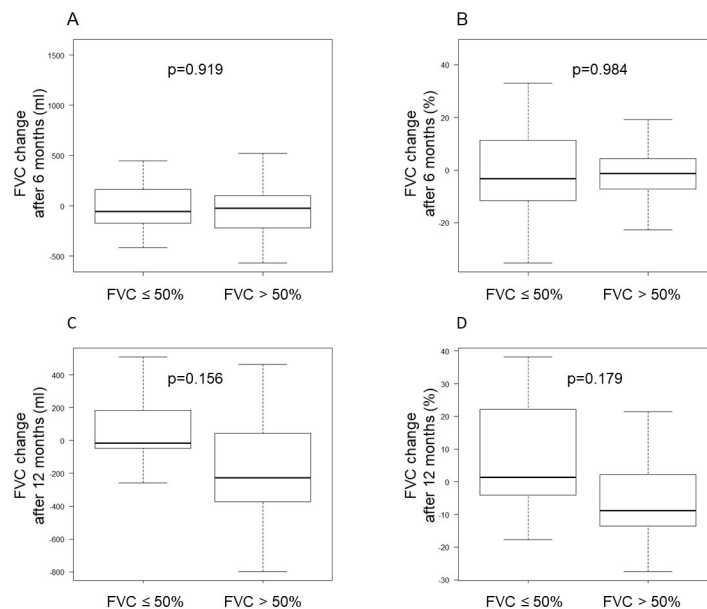 A
p=0.919
FVC change
after 6 months (ml)
1500
1000
500
0
-500
FVC ≤ 50%
FVC > 50%
B
p=0.984
FVC change
after 6 months (%)
40
20
0
-20
FVC ≤ 50%
FVC > 50%
C
p=0.156
FVC change
after 12 months (ml)
400
200
0
-200
-400
-600
-800
FVC ≤ 50%
FVC > 50%
D
p=0.179
FVC change
after 12 months (%)
40
30
20
10
0
-10
-20
-30
FVC ≤ 50%
FVC > 50%